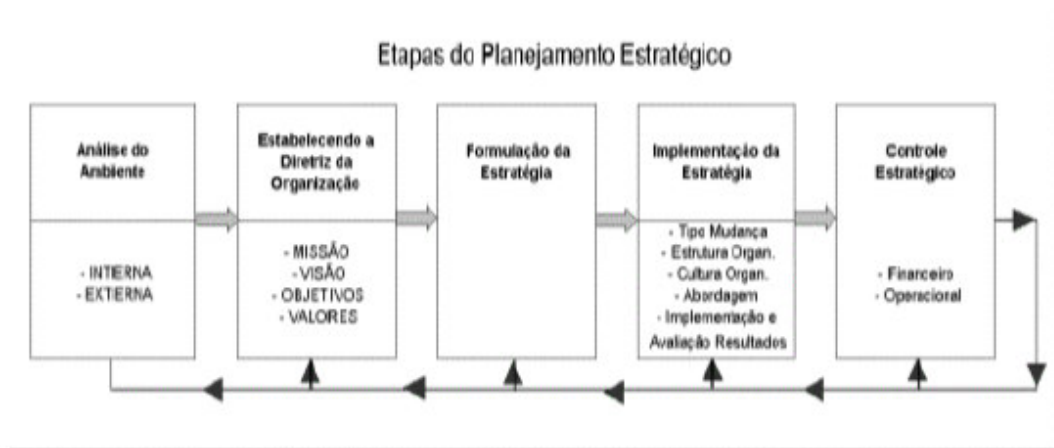 Etapas do Planejamento Estratégico
Análise do
Ambiente
- INTERNA
- EXTERNA
Estabelecendo a
Diretriz da
Organização
- MISSÃO
- VISÃO
- OBJETIVOS
- VALORES
Formulação da
Estratégia
Implementação da
Estratégia
- Tipo Mudança
- Estrutura Organ.
- Cultura Organ.
- Abordagem
- Implementação e
Avaliação Resultados
Controle
Estratégico
- Financeiro
- Operacional